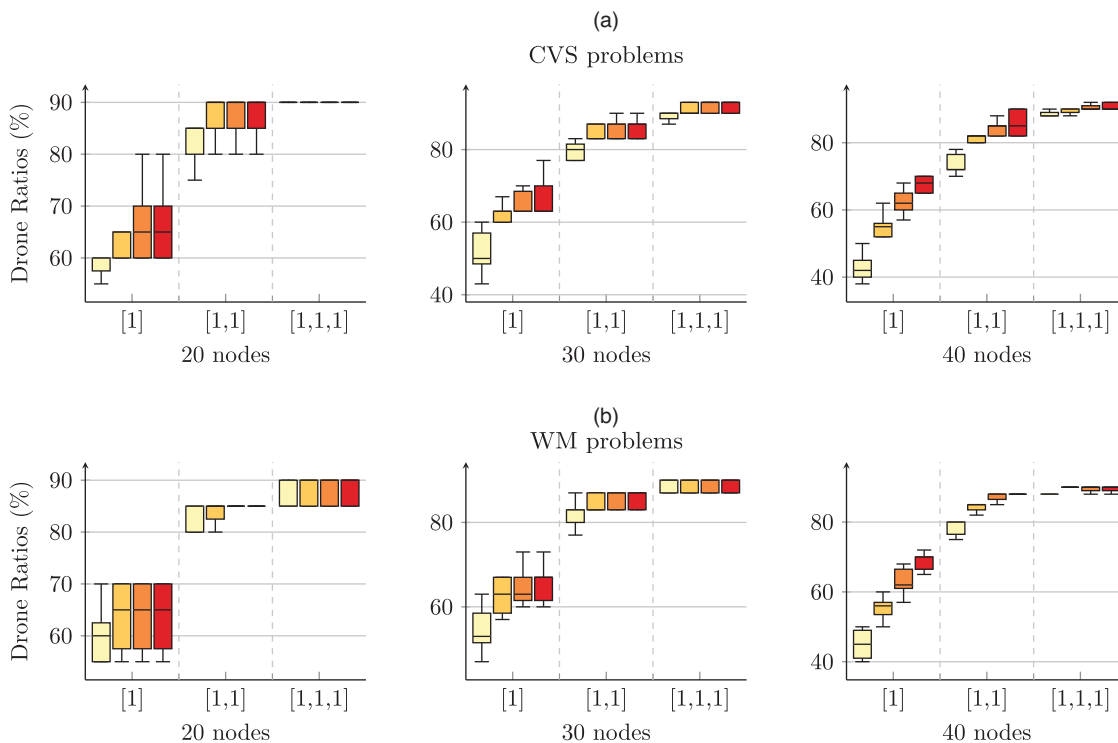 (a)
CVS problems
Drone Ratios (%)
90
80
70
60
[1] [1,1] [1,1,1]
20 nodes
80
60
40
[1] [1,1] [1,1,1]
30 nodes
80
60
40
[1] [1,1] [1,1,1]
40 nodes
(b)
WM problems
Drone Ratios (%)
90
80
70
60
[1] [1,1] [1,1,1]
20 nodes
80
60
[1] [1,1] [1,1,1]
30 nodes
80
60
40
[1] [1,1] [1,1,1]
40 nodes